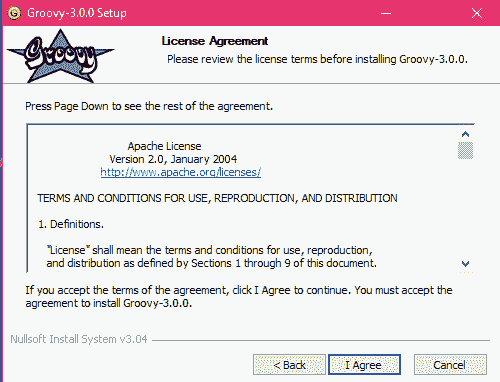 Groovy-3.0.0 Setup
Groovy
License Agreement
Please review the license terms before installing Groovy-3.0.0.
Press Page Down to see the rest of the agreement.
Apache License
Version 2.0, January 2004
http://www.apache.org/licenses/
TERMS AND CONDITIONS FOR USE, REPRODUCTION, AND DISTRIBUTION
1. Definitions.
"License" shall mean the terms and conditions for use, reproduction,
and distribution as defined by Sections 1 through 9 of this document.
If you accept the terms of the agreement, click I Agree to continue. You must accept the
agreement to install Groovy-3.0.0.
Nullsoft Install System v3.04
< Back
I Agree
Cancel